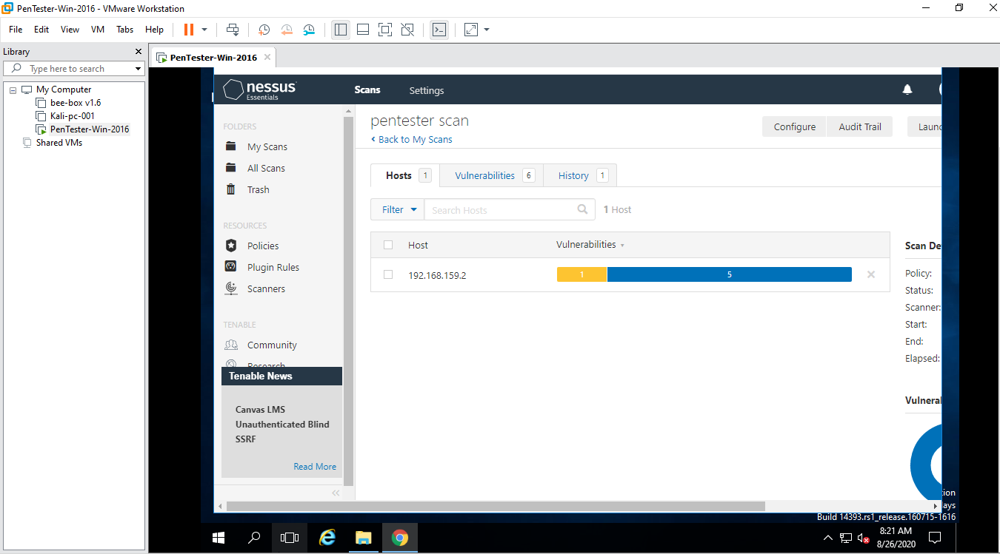 PenTester-Win-2016 - VMware Workstation
File Edit View VM Tabs Help
Library
Type here to search
My Computer
bee-box v1.6
Kali-pc-001
PenTester-Win-2016
Shared VMs
PenTester-Win-2016
nessus
Essentials
Scans Settings
FOLDERS
My Scans
All Scans
Trash
RESOURCES
Policies
Plugin Rules
Scanners
TENABLE
Community
Research
Tenable News
Canvas LMS
Unauthenticated Blind
SSRF
Read More
pentester scan
Back to My Scans
Configure Audit Trail Launc
Hosts 1 Vulnerabilities 6 History 1
Filter Search Hosts 1 Host
Host Vulnerabilities
192.168.159.2 1 5
Scan De
Policy:
Status:
Scanner:
Start:
End:
Elapsed:
Vulneral
tion
ays
Build 14393.rs1_release.160715-1616
8:21 AM
8/26/2020